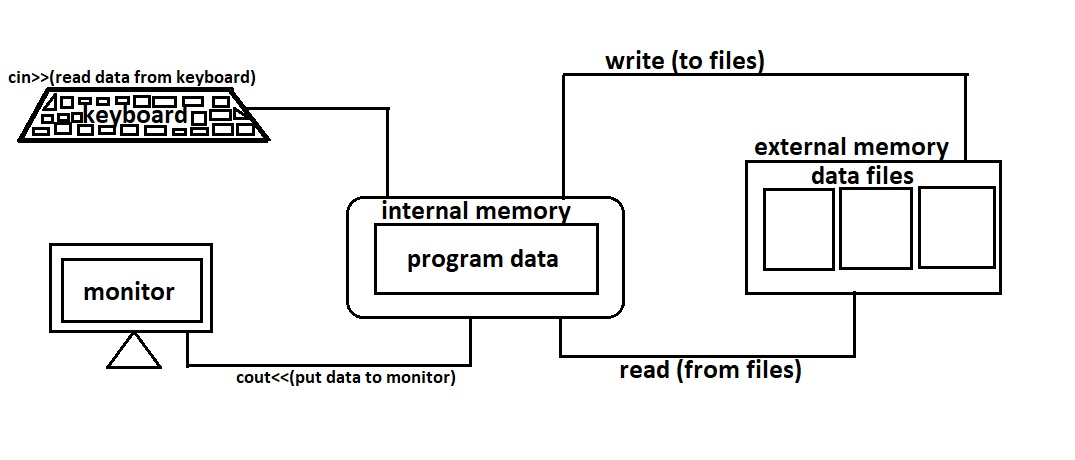 write (to files)
cin>>(read data from keyboard)
keyboard
external memory
data files
internal memory
program data
monitor
cout<<(put data to monitor)
read (from files)